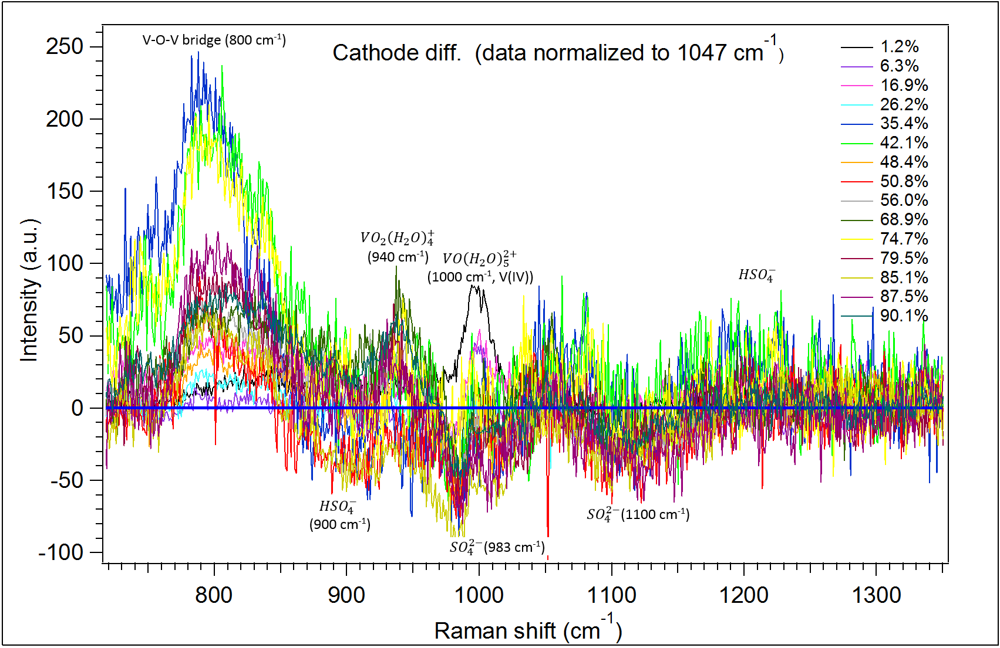 V-O-V bridge (800 cm⁻¹)
Cathode diff. (data normalized to 1047 cm⁻¹)
250
200
150
100
50
0
-50
-100
Intensity (a.u.)
1.2%
6.3%
16.9%
26.2%
35.4%
42.1%
48.4%
50.8%
56.0%
68.9%
74.7%
79.5%
85.1%
87.5%
90.1%
VO₂(H₂O)₄⁺
(940 cm⁻¹)
VO(H₂O)₅²⁺
(1000 cm⁻¹, V(IV))
HSO₄⁻
HSO₄⁻
(900 cm⁻¹)
SO₄²⁻(983 cm⁻¹)
SO₄²⁻(1100 cm⁻¹)
800
900
1000
1100
1200
1300
Raman shift (cm⁻¹)